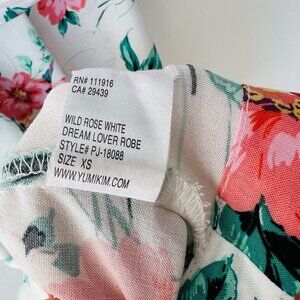 RN# 111916
CA# 29439
WILD ROSE WHITE
DREAM LOVER ROBE
STYLE# PJ-18088
SIZE XS
WWW.YUMIKIM.COM